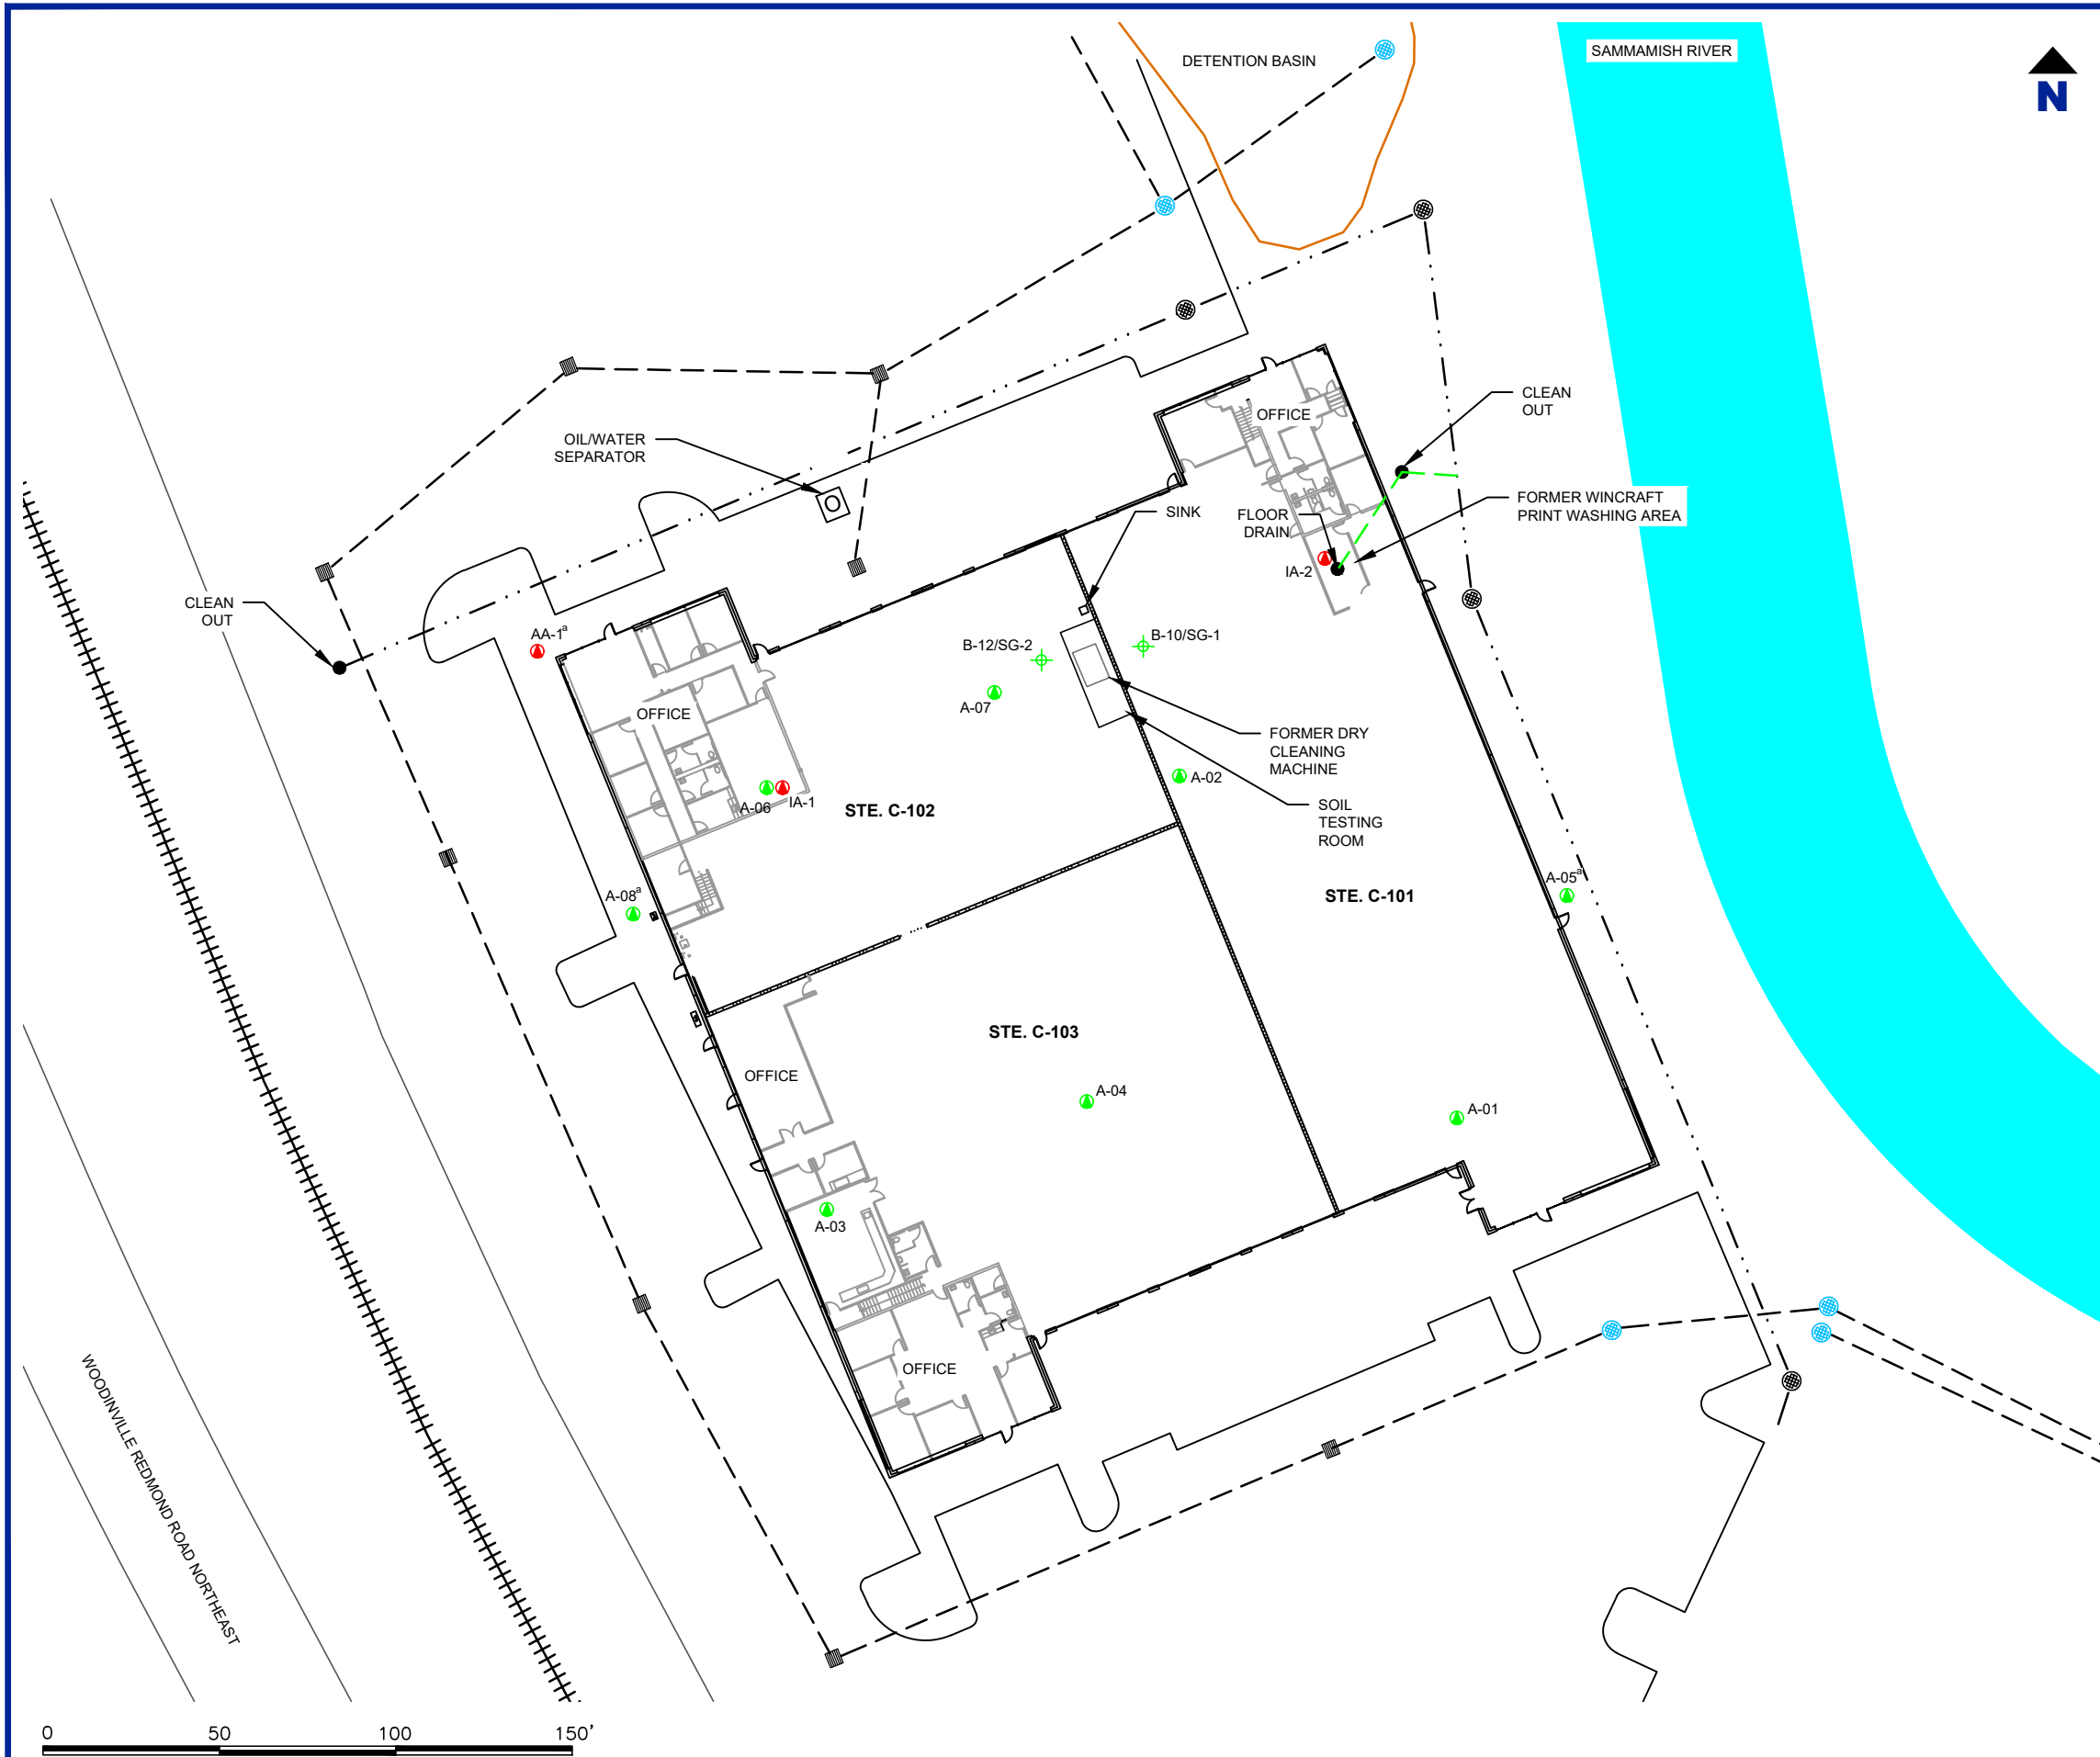 DETENTION BASIN
SAMMAMISH RIVER
N
OIL/WATER
SEPARATOR
OFFICE
CLEAN
OUT
FORMER WINCRAFT
PRINT WASHING AREA
SINK
FLOOR
DRAIN
IA-2
CLEAN
OUT
AA-1a
B-12/SG-2
B-10/SG-1
A-07
OFFICE
FORMER DRY
CLEANING
MACHINE
A-02
A-06
IA-1
STE. C-102
SOIL
TESTING
ROOM
A-08a
STE. C-101
A-05a
STE. C-103
OFFICE
A-04
A-01
A-03
OFFICE
WOODINVILLE REDMOND ROAD NORTHEAST
0 50 100 150'